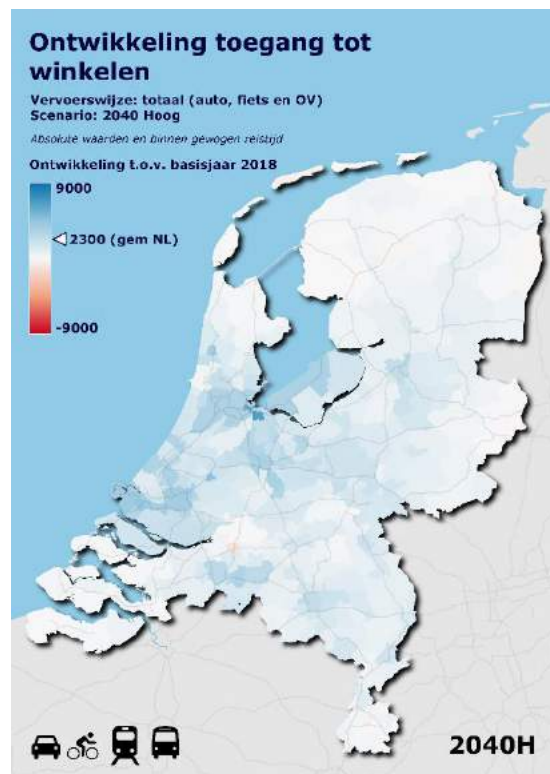 Ontwikkeling toegang tot
winkelen
Vervoerswijze: totaal (auto, fiets en OV)
Scenario: 2040 Hoog
Absolute waarden en binnen gewogen reistijd
Ontwikkeling t.o.v. basisjaar 2018
9000
2300 (gem NL)
-9000
2040H